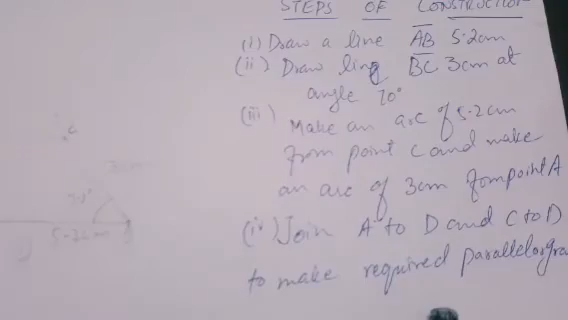 STEPS OF CONSTRUCTION
(i) Draw a line AB 5.2cm
(ii) Draw line BC 3cm at
angle 70°
(iii) Make an arc of 5.2cm
from point C and make
an arc of 3cm from point A
(iv) Join A to D and C to D
to make required parallelogra
5.2cm